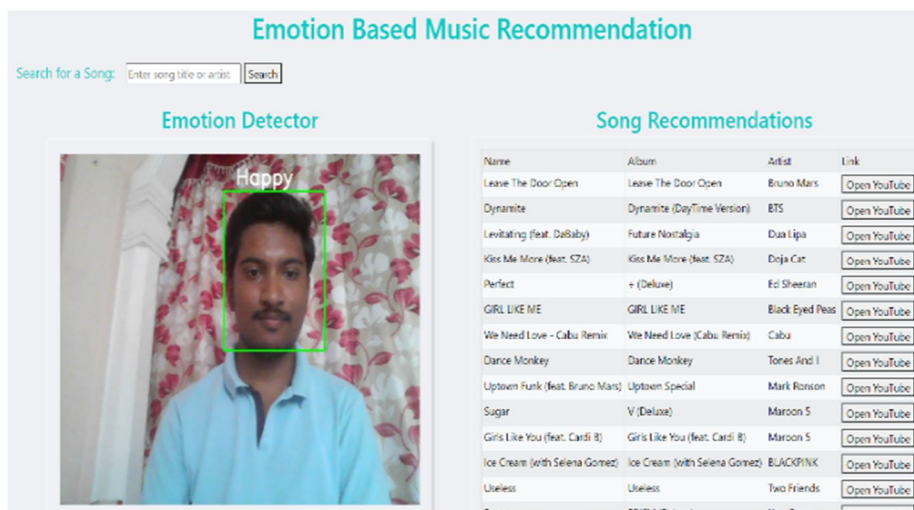 Emotion Based Music Recommendation
Search for a Song: Enter song title or artist Search
Emotion Detector
Happy
Song Recommendations
Name Album Artist Link
Leave The Door Open Leave The Door Open Bruno Mars Open YouTube
Dynamite Dynamite (DayTime Version) BTS Open YouTube
Levitating (feat. DaBaby) Future Nostalgia Dua Lipa Open YouTube
Kiss Me More (feat. SZA) Kiss Me More (feat. SZA) Doja Cat Open YouTube
Perfect ÷ (Deluxe) Ed Sheeran Open YouTube
GIRL LIKE ME GIRL LIKE ME Black Eyed Peas Open YouTube
We Need Love - Cabu Remix We Need Love (Cabu Remix) Cabu Open YouTube
Dance Monkey Dance Monkey Tones And I Open YouTube
Uptown Funk (feat. Bruno Mars) Uptown Special Mark Ronson Open YouTube
Sugar V (Deluxe) Maroon 5 Open YouTube
Girls Like You (feat. Cardi B) Girls Like You (feat. Cardi B) Maroon 5 Open YouTube
Ice Cream (with Selena Gomez) Ice Cream (with Selena Gomez) BLACKPINK Open YouTube
Useless Useless Two Friends Open YouTube